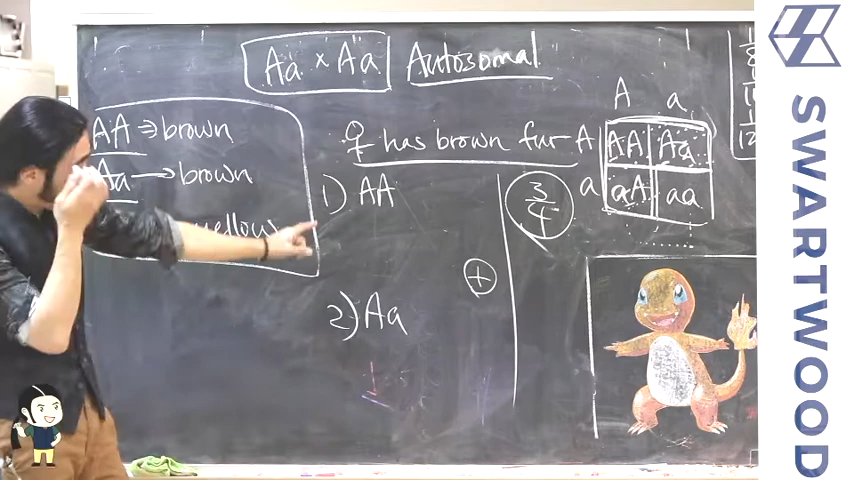 Aa x Aa Autosomal
AA => brown
Aa → brown
yellow
♀ has brown fur
1) AA
2) Aa
+
3/4
A a
A AA Aa
a aA aa
SWARTWOOD